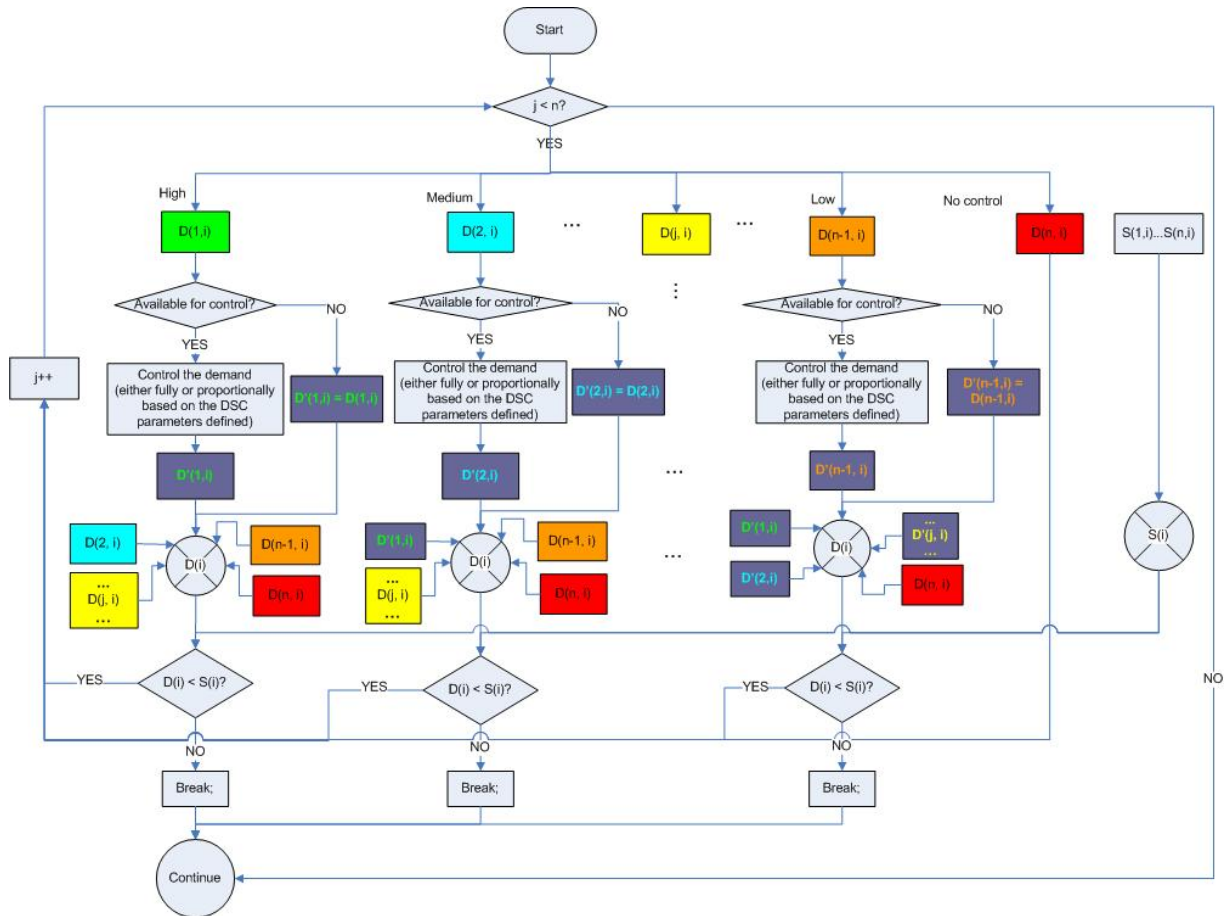 Start
j < n?
YES
High
Medium
Low
No control
D(1,i)
D(2, i)
...
D(j, i)
...
D(n-1, i)
D(n, i)
S(1,i)...S(n,i)
...
Available for control?
NO
YES
Available for control?
NO
YES
Available for control?
NO
YES
j++
Control the demand
(either fully or proportionally
based on the DSC
parameters defined)
D'(1,i) = D(1,i)
Control the demand
(either fully or proportionally
based on the DSC
parameters defined)
D'(2,i) = D(2,i)
Control the demand
(either fully or proportionally
based on the DSC
parameters defined)
D'(n-1,i) =
D(n-1,i)
D'(1,i)
D'(2,i)
...
D'(n-1, i)
D(2, i)
D(i)
D(n-1, i)
...
D(j, i)
...
D(n, i)
D'(1,i)
D(i)
D(n-1, i)
...
D(j, i)
...
D(n, i)
...
D'(1,i)
D(i)
...
D'(j, i)
...
D'(2,i)
D(n, i)
S(i)
YES
D(i) < S(i)?
NO
YES
D(i) < S(i)?
NO
YES
D(i) < S(i)?
NO
NO
Break;
Break;
Break;
Continue